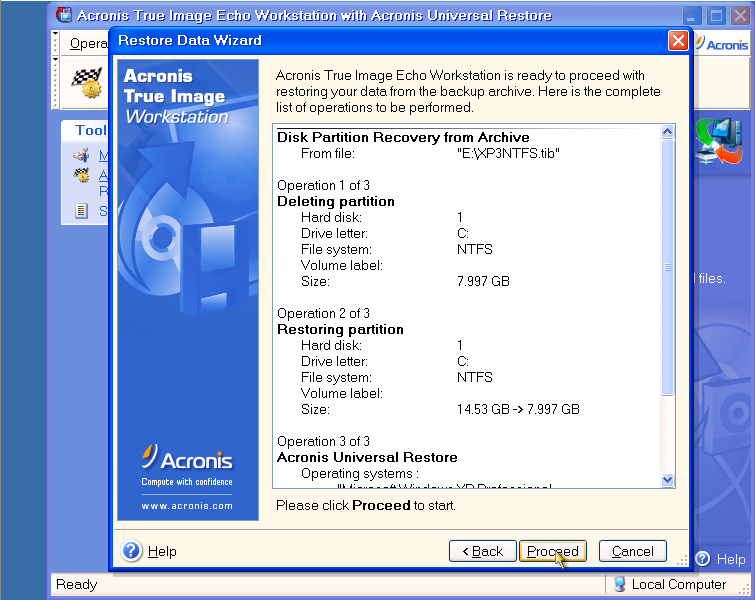 Acronis True Image Echo Workstation with Acronis Universal Restore
Opera
Acronis
Restore Data Wizard
Acronis
True Image
Workstation
Acronis True Image Echo Workstation is ready to proceed with
restoring your data from the backup archive. Here is the complete
list of operations to be performed.
Tool
M
A
R
S
Disk Partition Recovery from Archive
From file: "E:\XP3NTFS.tib"
Operation 1 of 3
Deleting partition
Hard disk: 1
Drive letter: C:
File system: NTFS
Volume label:
Size: 7.997 GB
files.
Operation 2 of 3
Restoring partition
Hard disk: 1
Drive letter: C:
File system: NTFS
Volume label:
Size: 14.53 GB -> 7.997 GB
Operation 3 of 3
Acronis Universal Restore
Operating systems :
"Microsoft Windows XP Professional
Acronis
Compute with confidence
www.acronis.com
Please click Proceed to start.
Help
< Back
Proceed
Cancel
Help
Ready
Local Computer